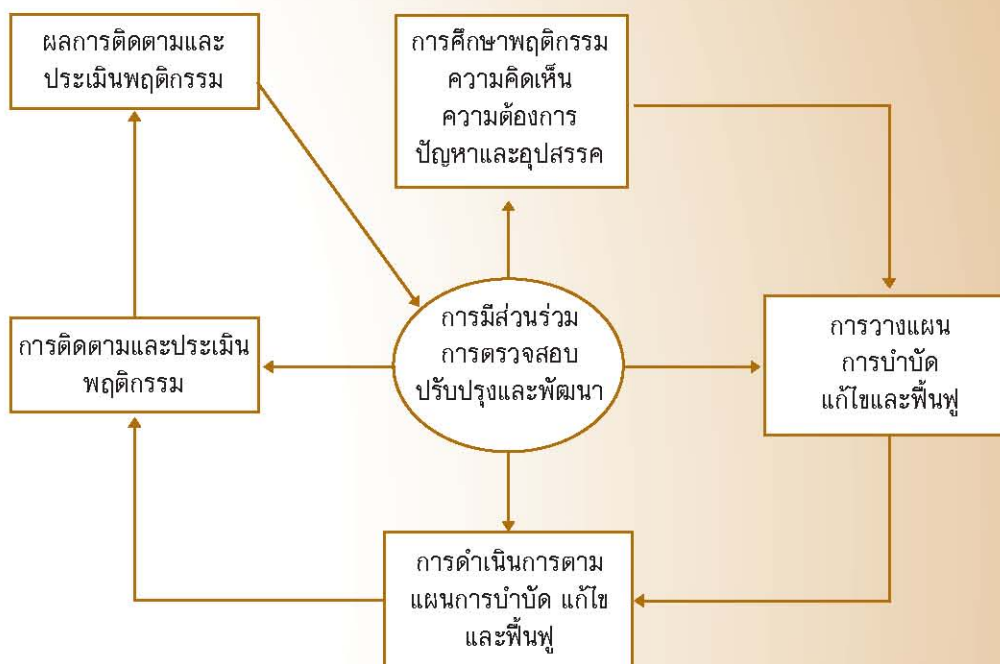 ผลการติดตามและ
ประเมินพฤติกรรม
การศึกษาพฤติกรรม
ความคิดเห็น
ความต้องการ
ปัญหาและอุปสรรค
การมีส่วนร่วม
การตรวจสอบ
ปรับปรุงและพัฒนา
การวางแผน
การบำบัด
แก้ไขและฟื้นฟู
การติดตามและประเมิน
พฤติกรรม
การดำเนินการตาม
แผนการบำบัด แก้ไข
และฟื้นฟู